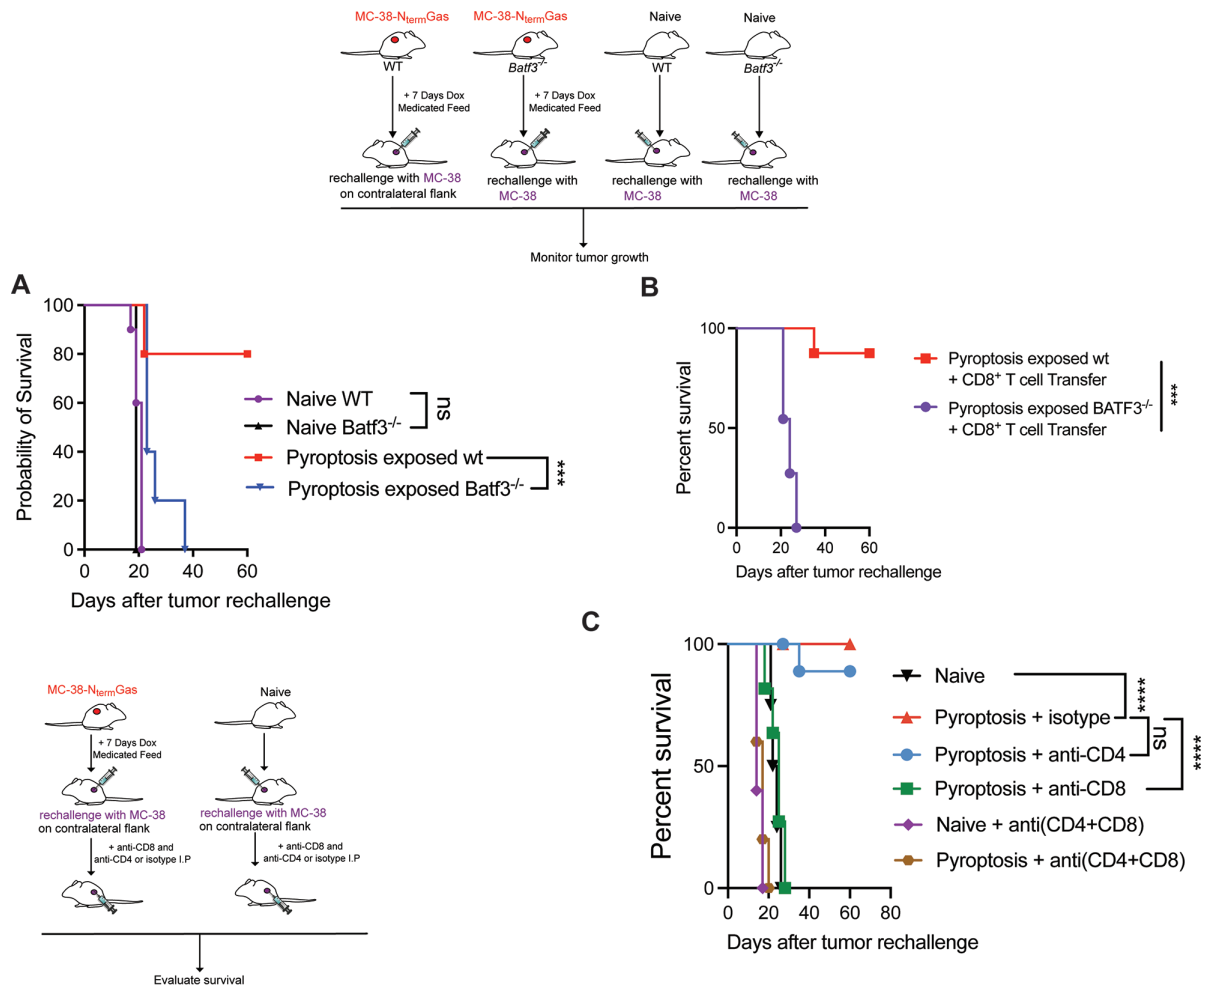 MC-38-NtermGas
MC-38-NtermGas
Naive
Naive
WT
Batf3-/-
WT
Batf3-/-
+ 7 Days Dox
Medicated Feed
+ 7 Days Dox
Medicated Feed
rechallenge with MC-38
on contralateral flank
rechallenge with
MC-38
rechallenge with
MC-38
rechallenge with
MC-38
Monitor tumor growth
A
Probability of Survival
100
80
60
40
20
0
0
20
40
60
Days after tumor rechallenge
Naive WT
Naive Batf3-/-
ns
Pyroptosis exposed wt
Pyroptosis exposed Batf3-/-
***
B
Percent survival
100
50
0
0
20
40
60
Days after tumor rechallenge
Pyroptosis exposed wt
+ CD8+ T cell Transfer
Pyroptosis exposed BATF3-/-
+ CD8+ T cell Transfer
***
MC-38-NtermGas
Naive
+ 7 Days Dox
Medicated Feed
rechallenge with MC-38
on contralateral flank
rechallenge with MC-38
on contralateral flank
+ anti-CD8 and
anti-CD4 or isotype I.P
+ anti-CD8 and
anti-CD4 or isotype I.P
Evaluate survival
C
Percent survival
100
50
0
0
20
40
60
80
Days after tumor rechallenge
Naive
Pyroptosis + isotype
Pyroptosis + anti-CD4
Pyroptosis + anti-CD8
Naive + anti(CD4+CD8)
Pyroptosis + anti(CD4+CD8)
****
ns
****